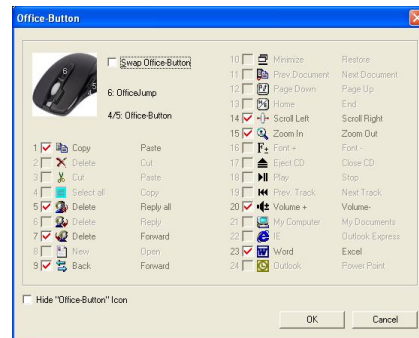 Office-Button
Swap Office-Button
6: OfficeJump
4/5: Office-Button
1 Copy Paste
2 Delete Cut
3 Cut Paste
4 Select all Copy
5 Delete Reply all
6 Delete Reply
7 Delete Forward
8 New Open
9 Back Forward
10 Minimize Restore
11 Prev.Document Next Document
12 Page Down Page Up
13 Home End
14 Scroll Left Scroll Right
15 Zoom In Zoom Out
16 Font + Font -
17 Eject CD Close CD
18 Play Stop
19 Prev. Track Next Track
20 Volume + Volume-
21 My Computer My Documents
22 IE Outlook Express
23 Word Excel
24 Outlook Power Point
Hide "Office-Button" Icon
OK Cancel